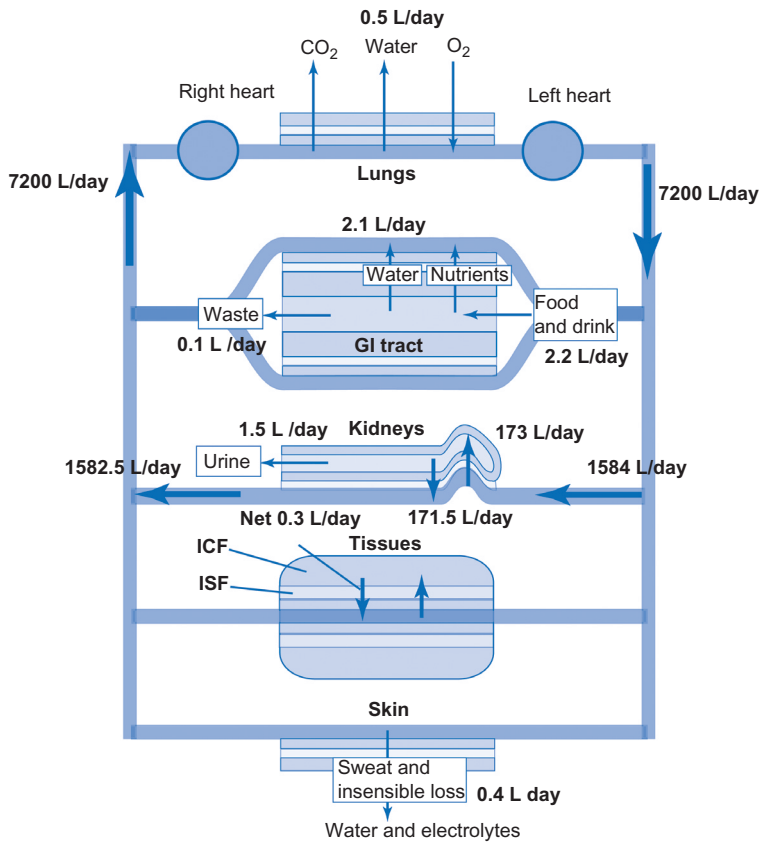 0.5 L/day
CO₂ Water O₂
Right heart
Left heart
Lungs
7200 L/day
7200 L/day
2.1 L/day
Water
Nutrients
Waste
Food
and drink
0.1 L /day
GI tract
2.2 L/day
1.5 L /day
Kidneys
173 L/day
Urine
1582.5 L/day
1584 L/day
Net 0.3 L/day
171.5 L/day
ICF
Tissues
ISF
Skin
Sweat and
insensible loss
0.4 L day
Water and electrolytes